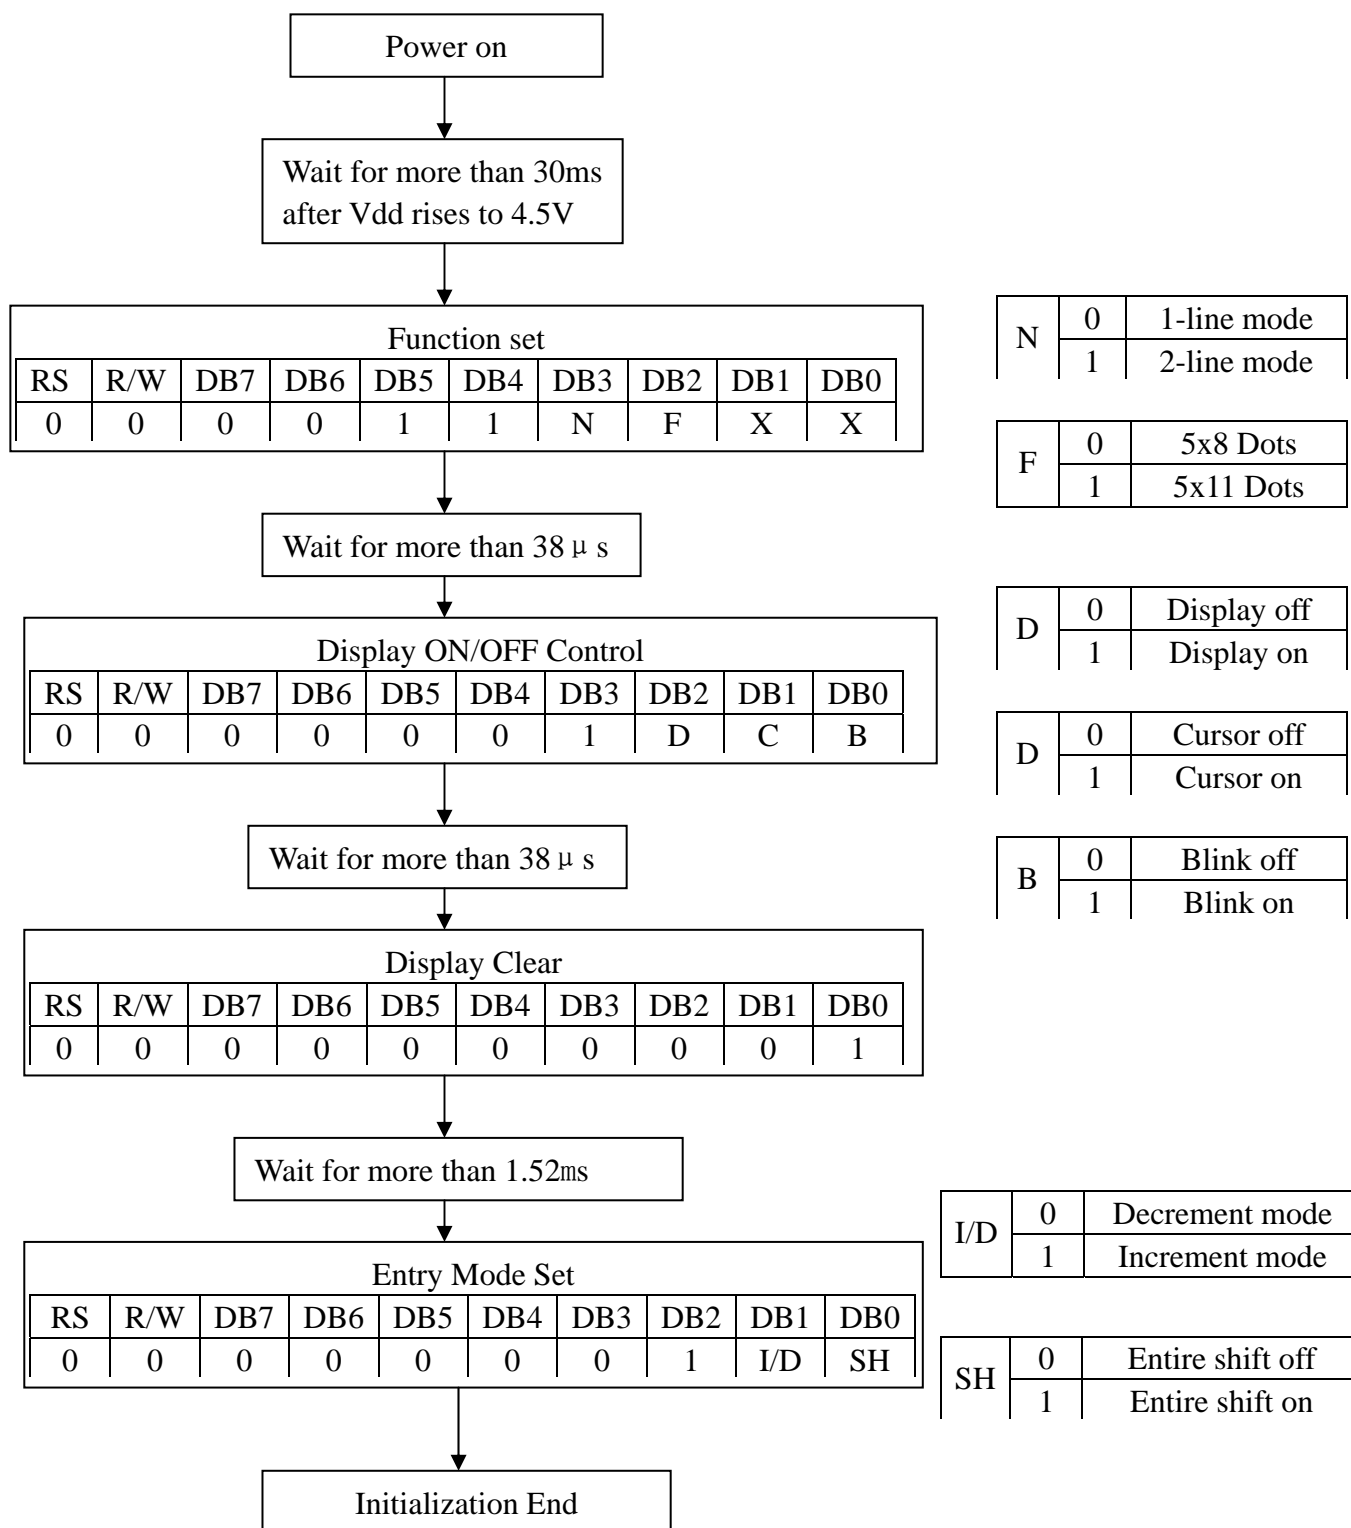 Power on
Wait for more than 30ms
after Vdd rises to 4.5V
Function set
RS R/W DB7 DB6 DB5 DB4 DB3 DB2 DB1 DB0
0 0 0 0 1 1 N F X X
N 0 1-line mode
1 2-line mode
F 0 5x8 Dots
1 5x11 Dots
Wait for more than 38μs
Display ON/OFF Control
RS R/W DB7 DB6 DB5 DB4 DB3 DB2 DB1 DB0
0 0 0 0 0 0 1 D C B
D 0 Display off
1 Display on
D 0 Cursor off
1 Cursor on
B 0 Blink off
1 Blink on
Wait for more than 38μs
Display Clear
RS R/W DB7 DB6 DB5 DB4 DB3 DB2 DB1 DB0
0 0 0 0 0 0 0 0 0 1
Wait for more than 1.52ms
Entry Mode Set
RS R/W DB7 DB6 DB5 DB4 DB3 DB2 DB1 DB0
0 0 0 0 0 0 0 1 I/D SH
I/D 0 Decrement mode
1 Increment mode
SH 0 Entire shift off
1 Entire shift on
Initialization End